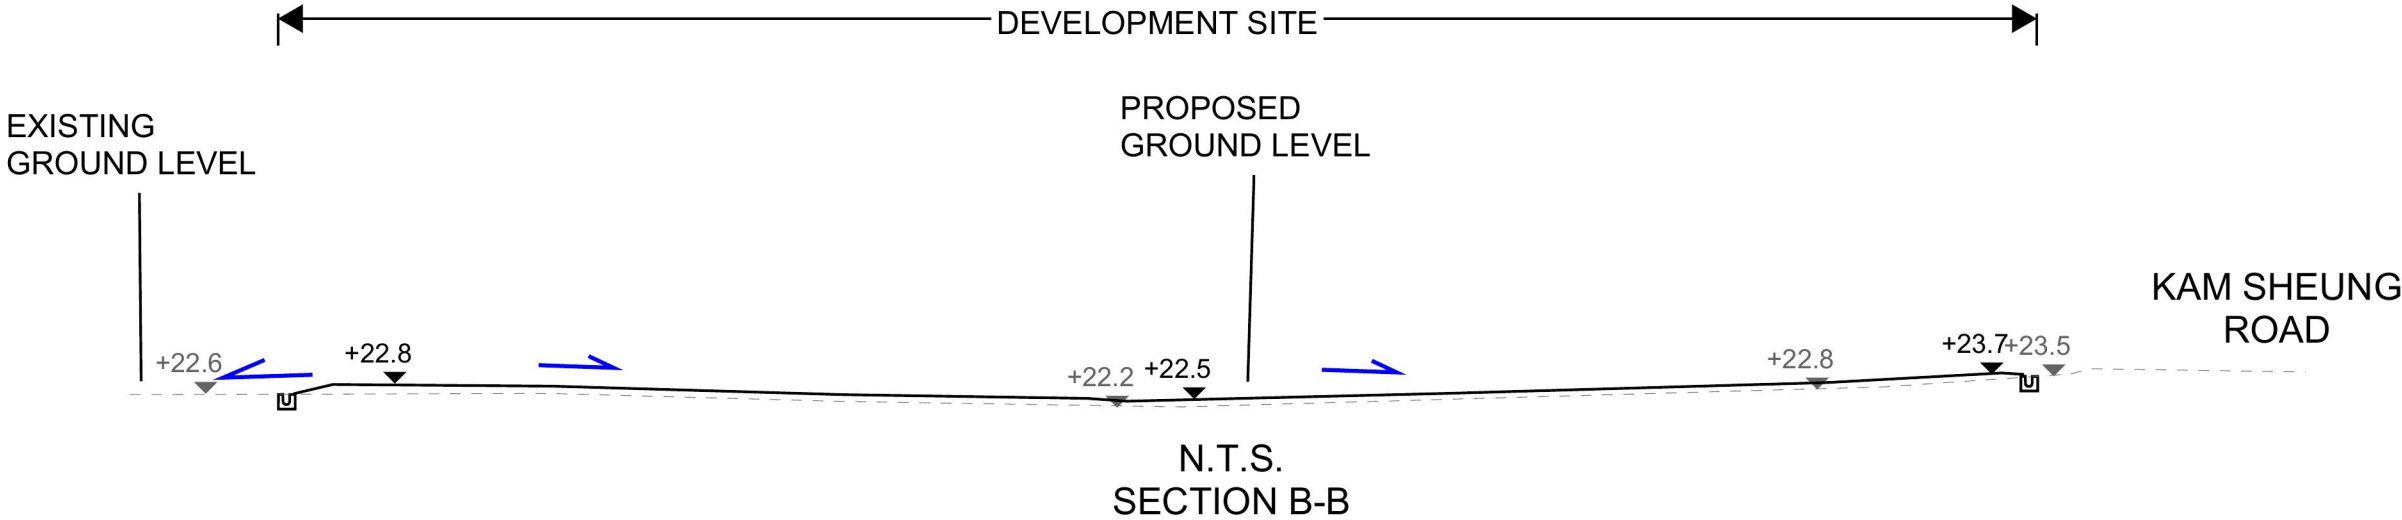 DEVELOPMENT SITE
EXISTING
GROUND LEVEL
PROPOSED
GROUND LEVEL
KAM SHEUNG
ROAD
+22.6
+22.8
+22.2
+22.5
+22.8
+23.7
+23.5
N.T.S.
SECTION B-B